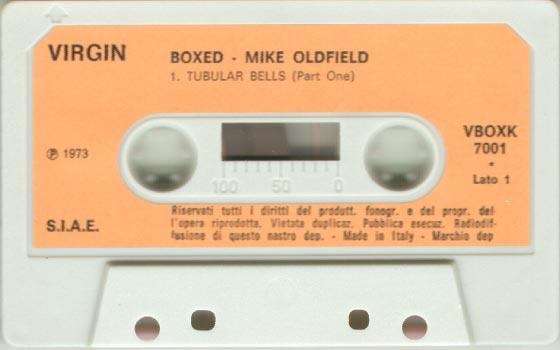 VIRGIN
BOXED · MIKE OLDFIELD
1. TUBULAR BELLS (Part One)
VBOXK
7001
℗ 1973
*
Lato 1
100 50 0
S.I.A.E.
Riservati tutti i diritti del produtt. fonogr. e del propr. del-
l'opera riprodotta. Vietata duplicaz. Pubblica esecuz. Radiodif-
fusione di questo nastro dep. - Made in Italy - Marchio dep